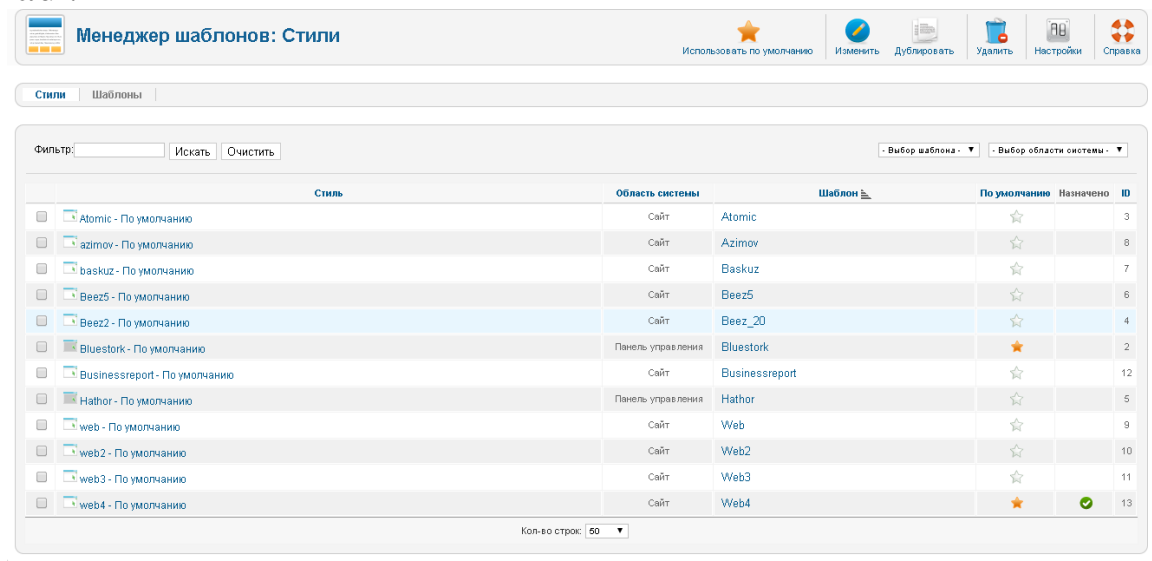 Менеджер шаблонов: Стили
Использовать по умолчанию Изменить Дублировать Удалить Настройки Справка
Стили Шаблоны
Фильтр: Искать Очистить - Выбор шаблона - - Выбор области системы -
Стиль Область системы Шаблон По умолчанию Назначено ID
Atomic - По умолчанию Сайт Atomic 3
azimov - По умолчанию Сайт Azimov 8
baskuz - По умолчанию Сайт Baskuz 7
Beez5 - По умолчанию Сайт Beez5 6
Beez2 - По умолчанию Сайт Beez_20 4
Bluestork - По умолчанию Панель управления Bluestork 2
Businessreport - По умолчанию Сайт Businessreport 12
Hathor - По умолчанию Панель управления Hathor 5
web - По умолчанию Сайт Web 9
web2 - По умолчанию Сайт Web2 10
web3 - По умолчанию Сайт Web3 11
web4 - По умолчанию Сайт Web4 13
Кол-во строк: 50